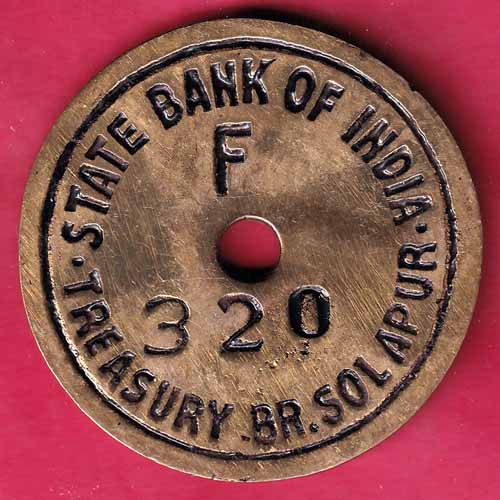 · STATE BANK OF INDIA ·
F
320
TREASURY BR. SOLAPUR